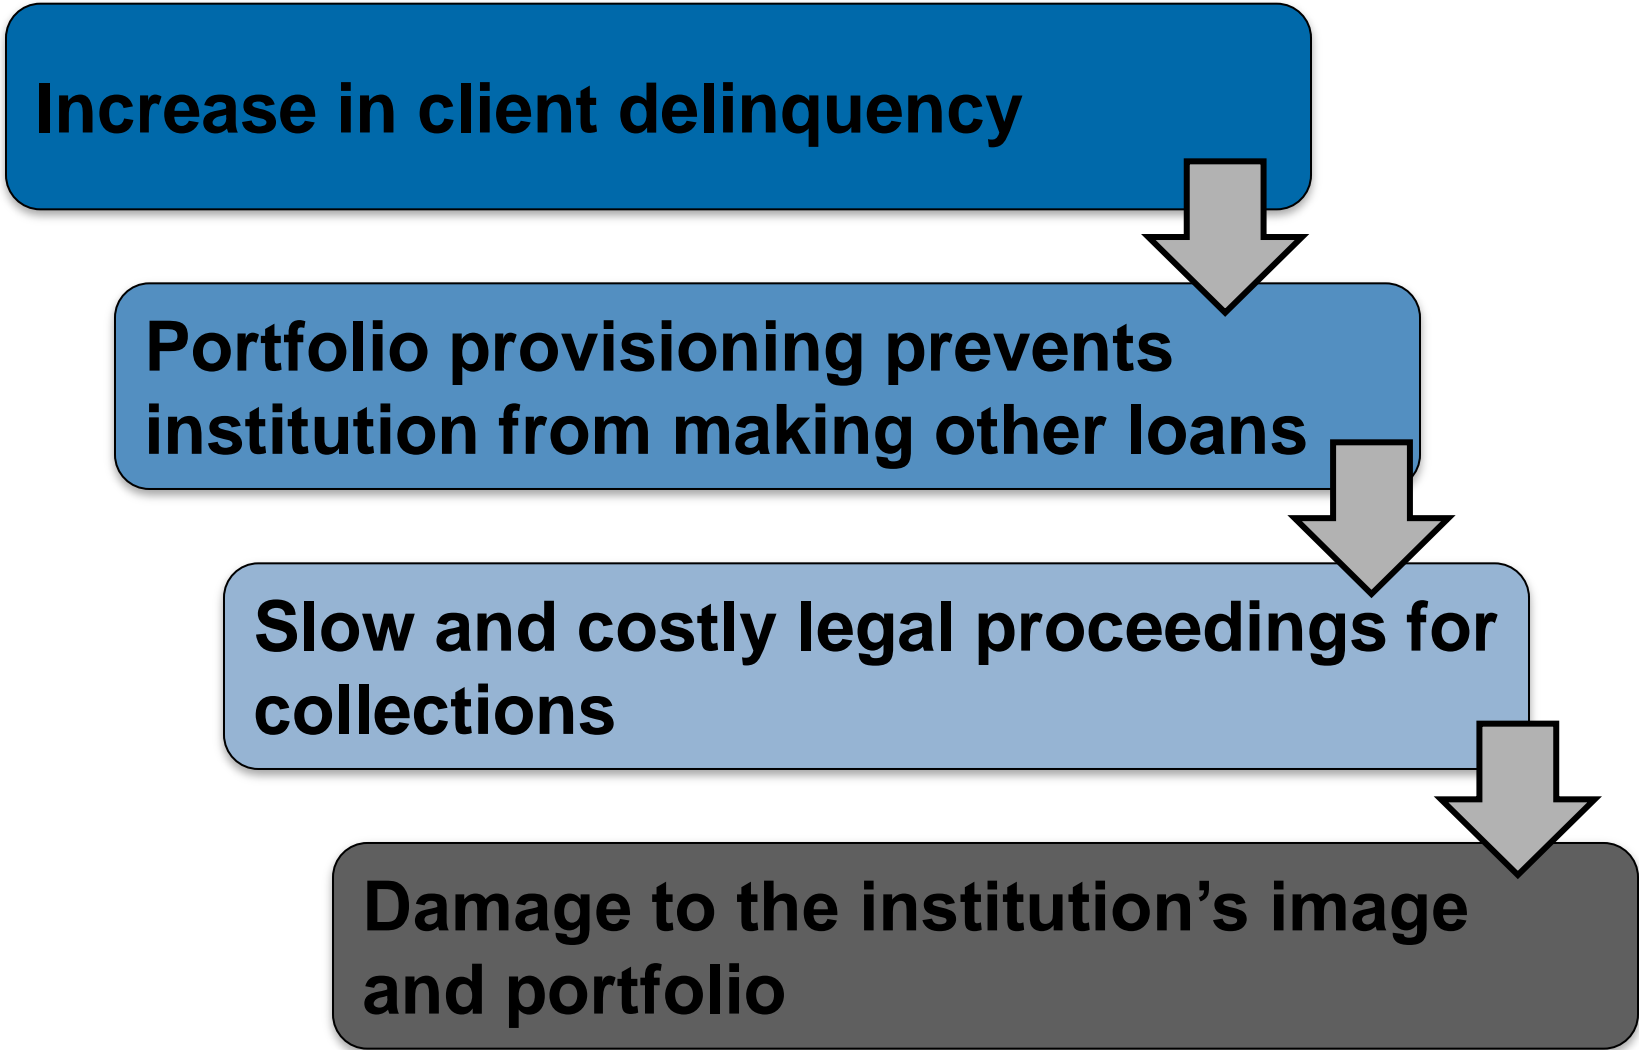 Increase in client delinquency
Portfolio provisioning prevents
institution from making other loans
Slow and costly legal proceedings for
collections
Damage to the institution’s image
and portfolio